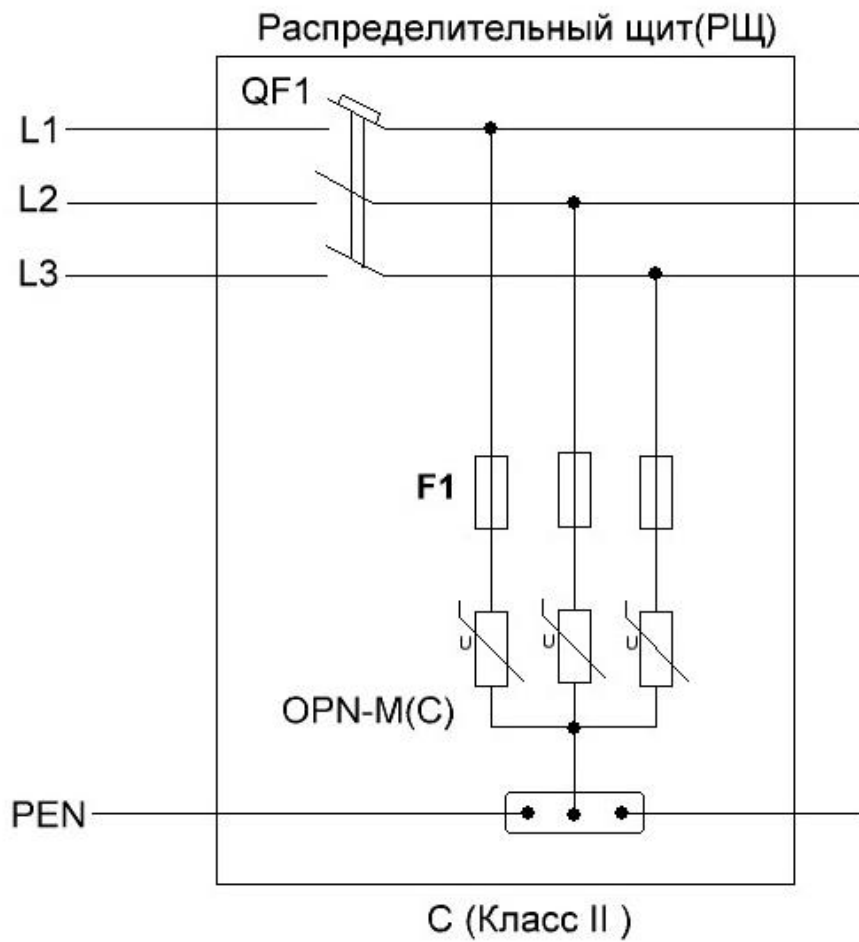 Распределительный щит(РЩ)
QF1
L1
L2
L3
F1
U U U
OPN-M(C)
PEN
C (Класс II )